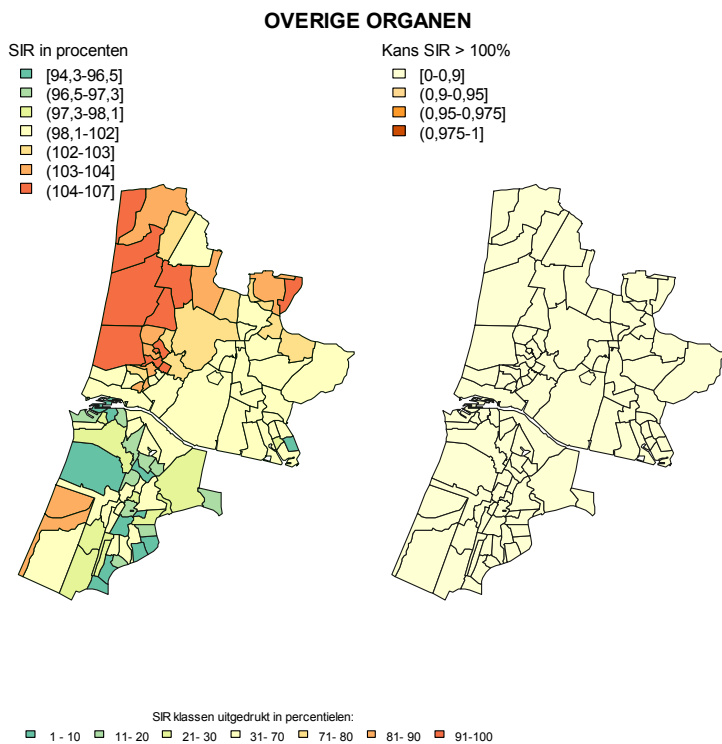 OVERIGE ORGANEN
SIR in procenten
[94,3-96,5]
(96,5-97,3]
(97,3-98,1]
(98,1-102]
(102-103]
(103-104]
(104-107]
Kans SIR > 100%
[0-0,9]
(0,9-0,95]
(0,95-0,975]
(0,975-1]
SIR klassen uitgedrukt in percentielen:
1 - 10 11- 20 21- 30 31- 70 71- 80 81- 90 91-100